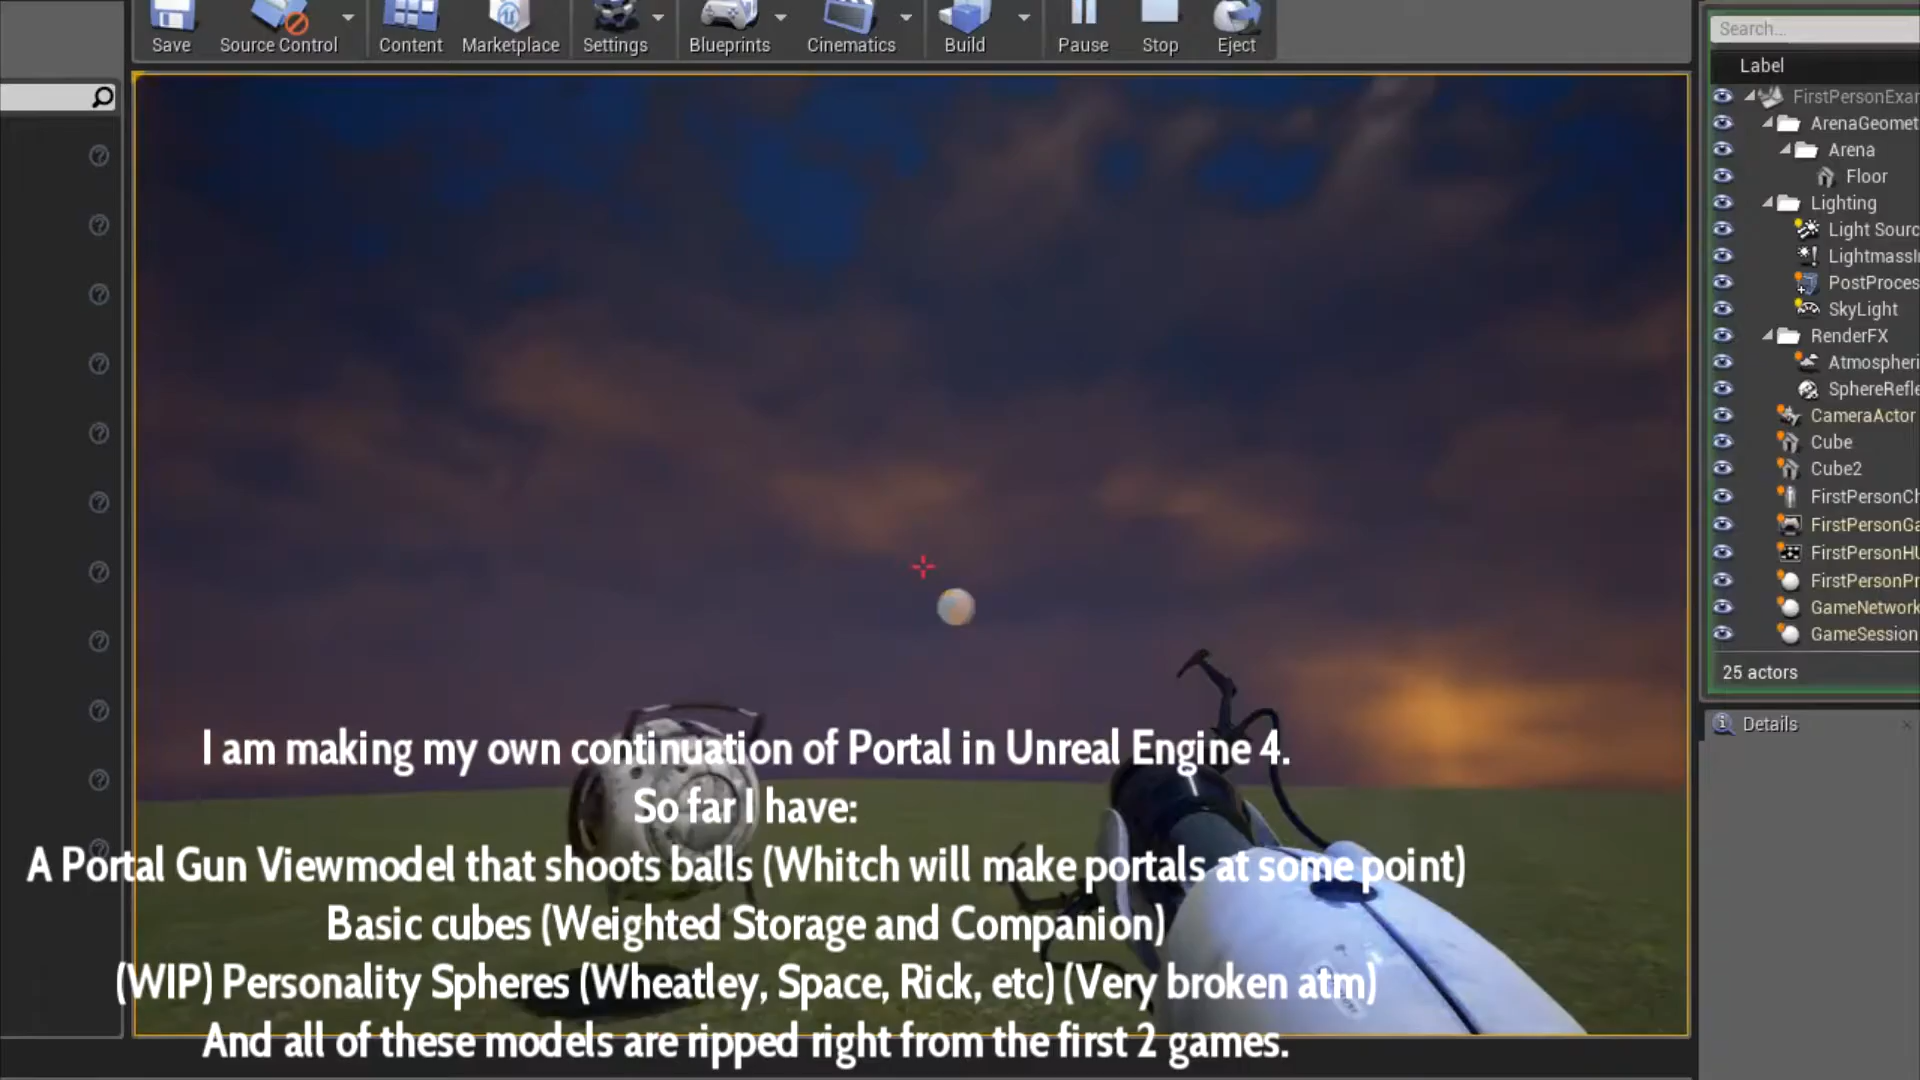 Save
Source Control
Content
Marketplace
Settings
Blueprints
Cinematics
Build
Pause
Stop
Eject
Search...
Label
FirstPersonExar
ArenaGeomet
Arena
Floor
Lighting
Light Sourc
LightmassI
PostProces
SkyLight
RenderFX
Atmospheri
SphereRefle
CameraActor
Cube
Cube2
FirstPersonCh
FirstPersonGa
FirstPersonHU
FirstPersonPr
GameNetwork
GameSession
25 actors
Details
I am making my own continuation of Portal in Unreal Engine 4.
So far I have:
A Portal Gun Viewmodel that shoots balls (Whitch will make portals at some point)
Basic cubes (Weighted Storage and Companion)
(WIP) Personality Spheres (Wheatley, Space, Rick, etc) (Very broken atm)
And all of these models are ripped right from the first 2 games.